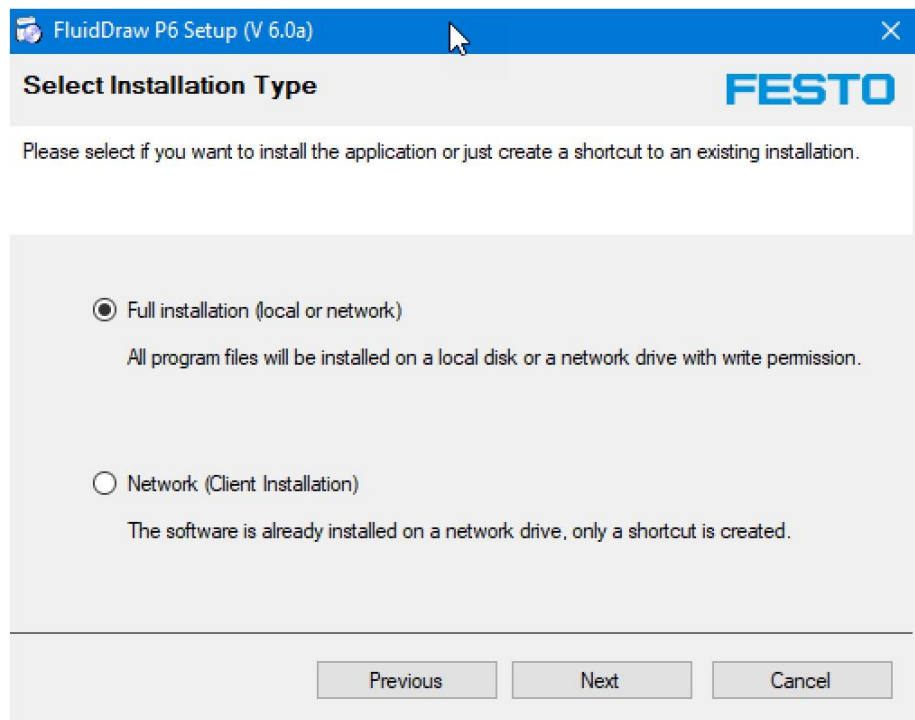 FluidDraw P6 Setup (V 6.0a)
Select Installation Type
FESTO
Please select if you want to install the application or just create a shortcut to an existing installation.
Full installation (local or network)
All program files will be installed on a local disk or a network drive with write permission.
Network (Client Installation)
The software is already installed on a network drive, only a shortcut is created.
Previous
Next
Cancel